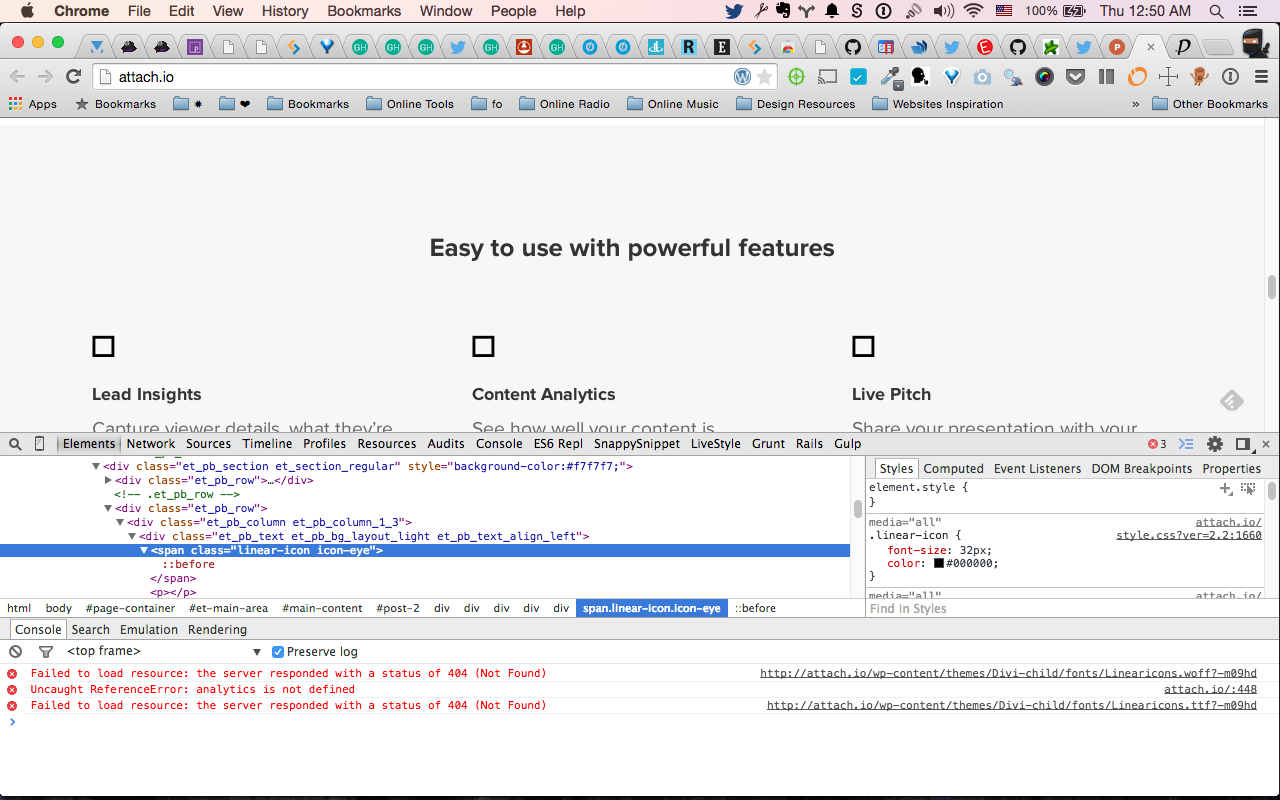 Chrome File Edit View History Bookmarks Window People Help 100% Thu 12:50 AM
attach.io
Apps Bookmarks Bookmarks Online Tools fo Online Radio Online Music Design Resources Websites Inspiration » Other Bookmarks
Easy to use with powerful features
Lead Insights Content Analytics Live Pitch
Capture viewer details, what they're See how well your content is Share your presentation with your
Elements Network Sources Timeline Profiles Resources Audits Console ES6 Repl SnappySnippet LiveStyle Grunt Rails Gulp 3
<div class="et_pb_section et_section_regular" style="background-color:#f7f7f7;">
<div class="et_pb_row">…</div>
<!-- .et_pb_row -->
<div class="et_pb_row">
<div class="et_pb_column et_pb_column_1_3">
<div class="et_pb_text et_pb_bg_layout_light et_pb_text_align_left">
<span class="linear-icon icon-eye">
::before
</span>
<p></p>
Styles Computed Event Listeners DOM Breakpoints Properties
element.style {
}
media="all" attach.io/
.linear-icon { style.css?ver=2.2:1660
font-size: 32px;
color: #000000;
}
media="all" attach.io/
html body #page-container #et-main-area #main-content #post-2 div div div div div span.linear-icon.icon-eye ::before
Find in Styles
Console Search Emulation Rendering
<top frame> Preserve log
Failed to load resource: the server responded with a status of 404 (Not Found) http://attach.io/wp-content/themes/Divi-child/fonts/Linearicons.woff?-m09hd
Uncaught ReferenceError: analytics is not defined attach.io/:448
Failed to load resource: the server responded with a status of 404 (Not Found) http://attach.io/wp-content/themes/Divi-child/fonts/Linearicons.ttf?-m09hd
>